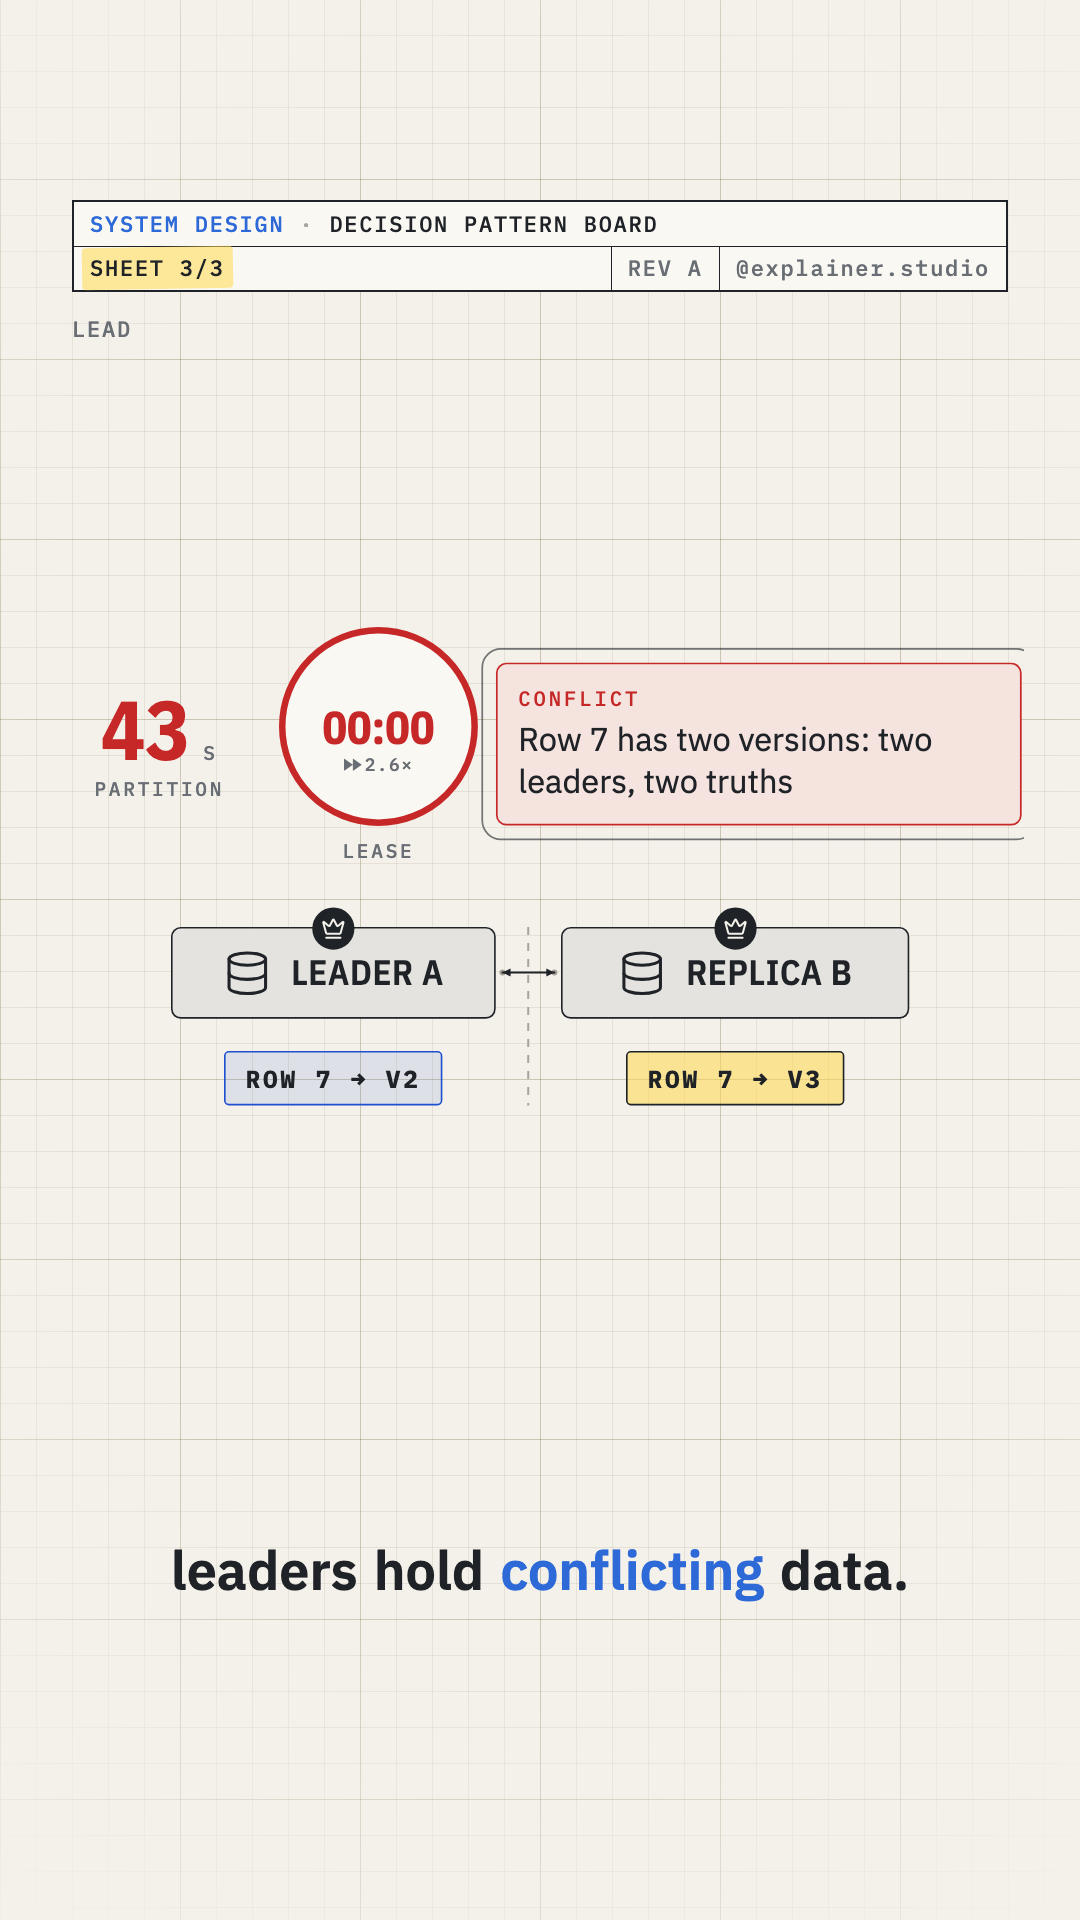 SYSTEM DESIGN · DECISION PATTERN BOARD
SHEET 3/3
REV A
@explainer.studio
LEAD
43 S
PARTITION
00:00
2.6×
LEASE
CONFLICT
Row 7 has two versions: two
leaders, two truths
LEADER A
REPLICA B
ROW 7 → V2
ROW 7 → V3
leaders hold conflicting data.